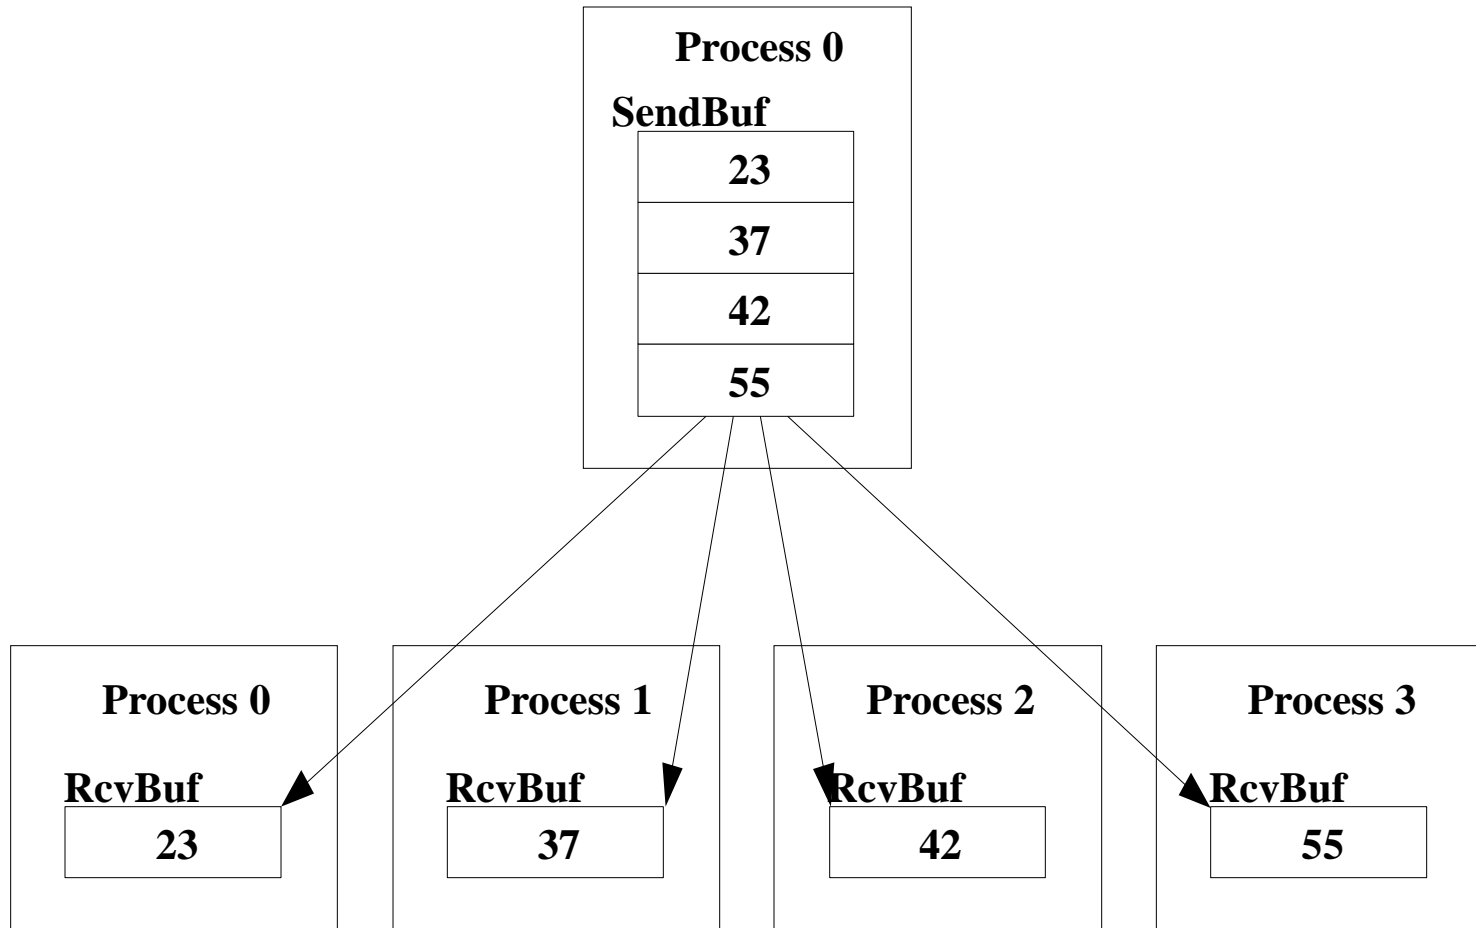 Process 0
SendBuf
23
37
42
55
Process 0
Process 1
Process 2
Process 3
RcvBuf
RcvBuf
RcvBuf
RcvBuf
23
37
42
55